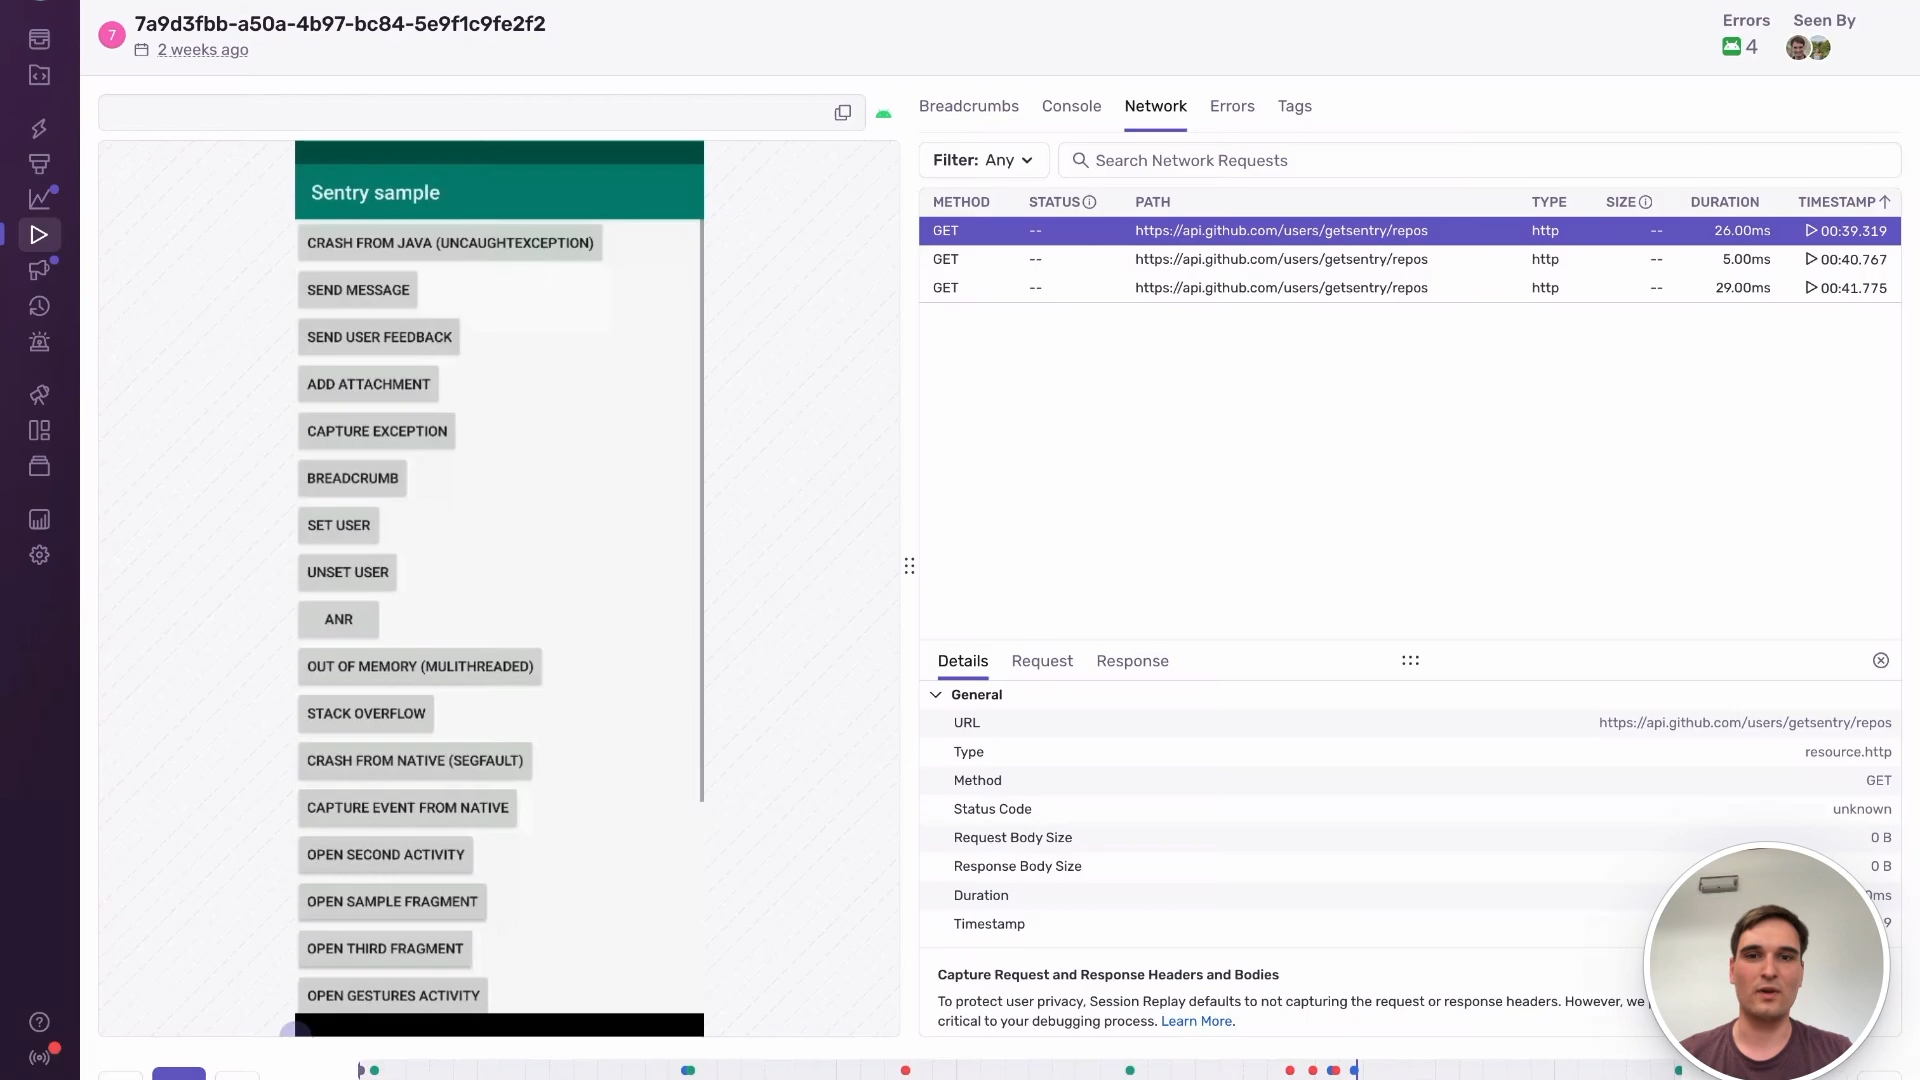 7
7a9d3fbb-a50a-4b97-bc84-5e9f1c9fe2f2
2 weeks ago
Errors
Seen By
4
Breadcrumbs
Console
Network
Errors
Tags
Sentry sample
CRASH FROM JAVA (UNCAUGHTEXCEPTION)
SEND MESSAGE
SEND USER FEEDBACK
ADD ATTACHMENT
CAPTURE EXCEPTION
BREADCRUMB
SET USER
UNSET USER
ANR
OUT OF MEMORY (MULITHREADED)
STACK OVERFLOW
CRASH FROM NATIVE (SEGFAULT)
CAPTURE EVENT FROM NATIVE
OPEN SECOND ACTIVITY
OPEN SAMPLE FRAGMENT
OPEN THIRD FRAGMENT
OPEN GESTURES ACTIVITY
Filter: Any
Search Network Requests
METHOD STATUS PATH TYPE SIZE DURATION TIMESTAMP
GET -- https://api.github.com/users/getsentry/repos http -- 26.00ms 00:39.319
GET -- https://api.github.com/users/getsentry/repos http -- 5.00ms 00:40.767
GET -- https://api.github.com/users/getsentry/repos http -- 29.00ms 00:41.775
Details Request Response
General
URL https://api.github.com/users/getsentry/repos
Type resource.http
Method GET
Status Code unknown
Request Body Size 0 B
Response Body Size 0 B
Duration ms
Timestamp 9
Capture Request and Response Headers and Bodies
To protect user privacy, Session Replay defaults to not capturing the request or response headers. However, we
critical to your debugging process. Learn More.